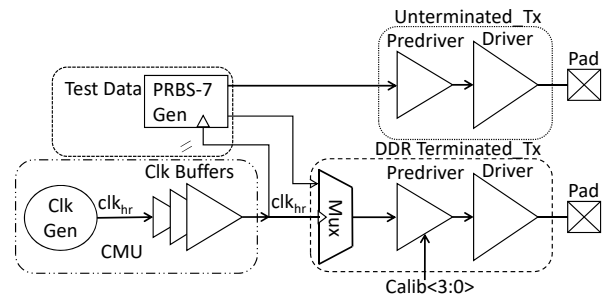 Unterminated_Tx
Predriver
Driver
Pad
Test Data
PRBS-7
Gen
DDR Terminated_Tx
Clk Buffers
Predriver
Driver
Pad
Clk
Gen
clkhr
clkhr
Mux
CMU
Calib<3:0>